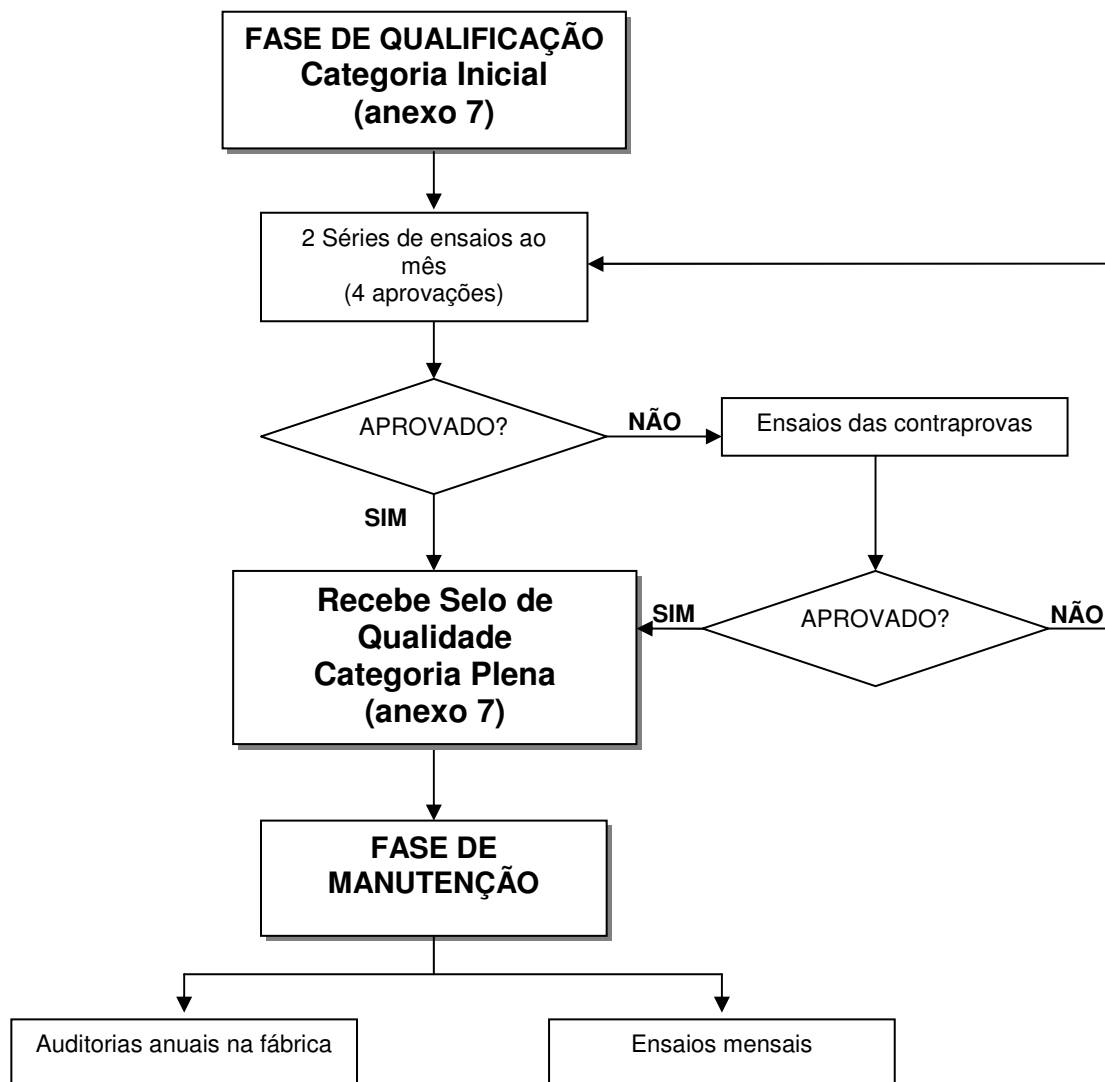 FASE DE QUALIFICAÇÃO
Categoria Inicial
(anexo 7)
2 Séries de ensaios ao
mês
(4 aprovações)
APROVADO?
NÃO
Ensaios das contraprovas
SIM
Recebe Selo de
Qualidade
Categoria Plena
(anexo 7)
SIM
APROVADO?
NÃO
FASE DE
MANUTENÇÃO
Auditorias anuais na fábrica
Ensaios mensais